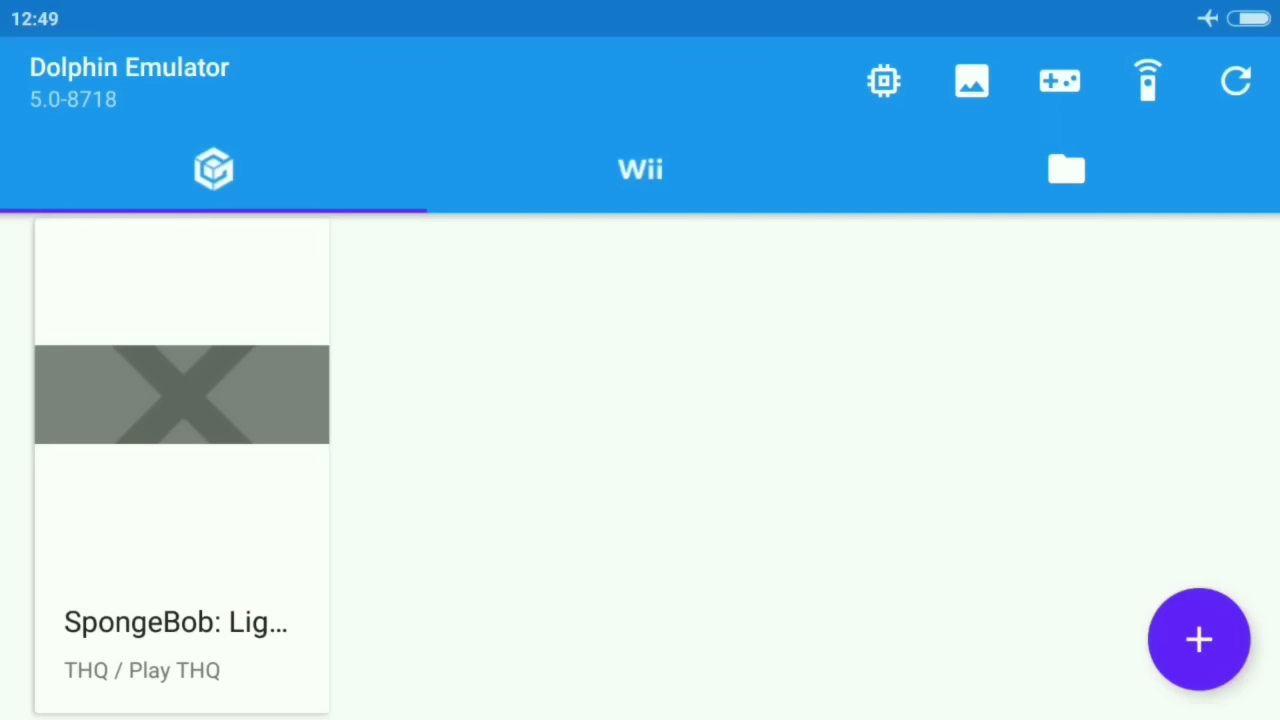 12:49
Dolphin Emulator
5.0-8718
Wii
SpongeBob: Lig...
THQ / Play THQ